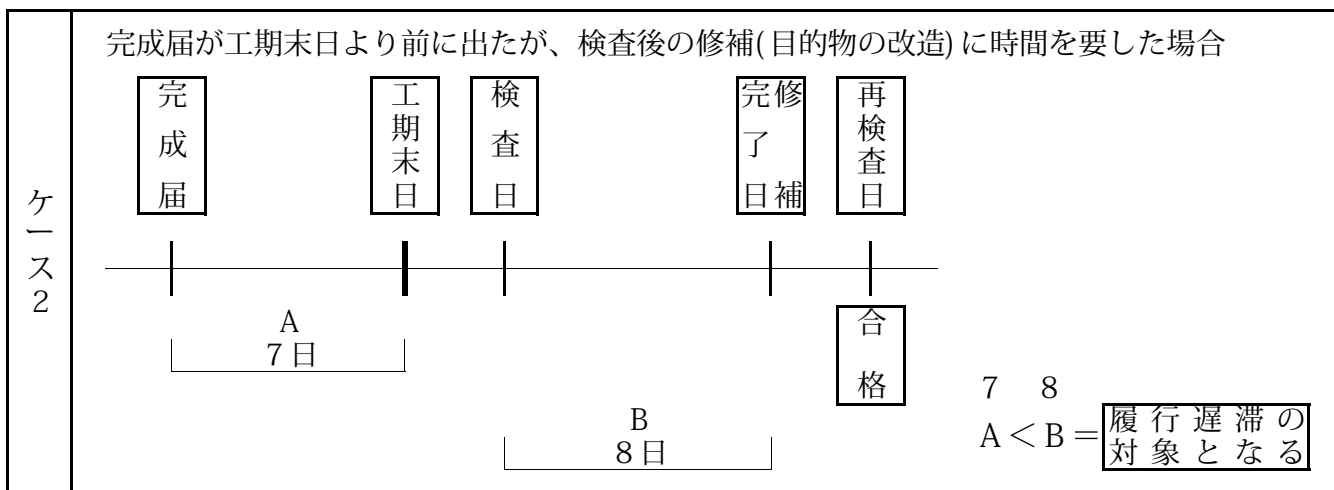 ケース2
完成届が工期末日より前に出たが、検査後の修補(目的物の改造)に時間を要した場合
完成届
工期末日
検査日
修補
完了日
再検査日
A
7日
合格
B
8日
7 8
A<B=履行遅滞の
対象となる